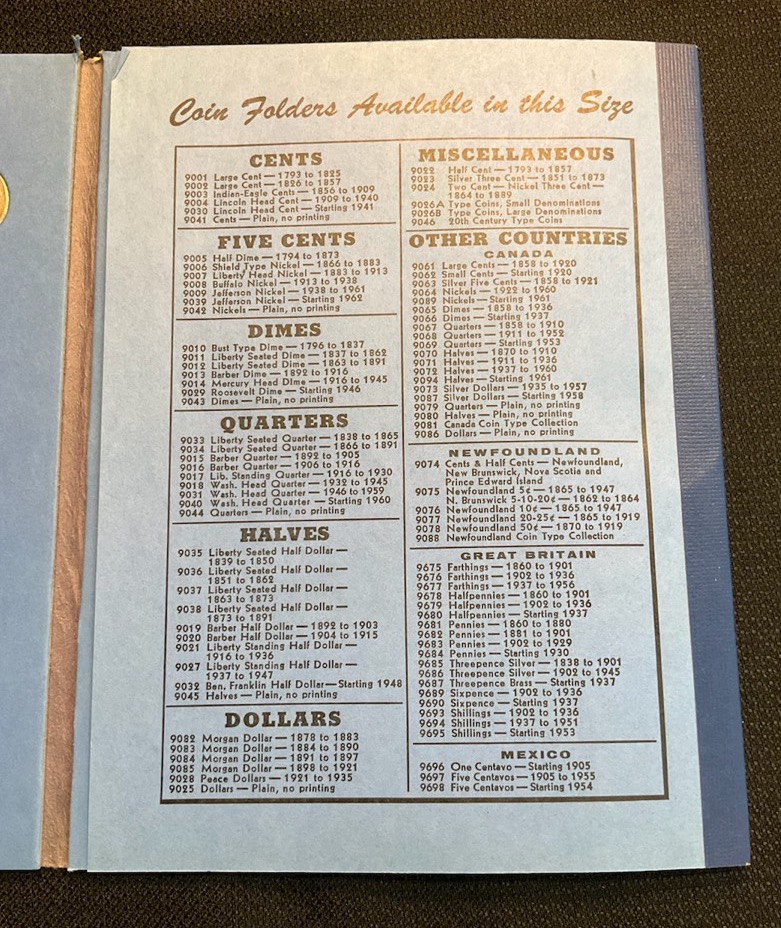 Coin Folders Available in this Size
CENTS
9001 Large Cent — 1793 to 1825
9002 Large Cent — 1826 to 1857
9003 Indian-Eagle Cents — 1856 to 1909
9004 Lincoln Head Cent — 1909 to 1940
9030 Lincoln Head Cent — Starting 1941
9041 Cents — Plain, no printing
FIVE CENTS
9005 Half Dime — 1794 to 1873
9006 Shield Type Nickel — 1866 to 1883
9007 Liberty Head Nickel — 1883 to 1913
9008 Buffalo Nickel — 1913 to 1938
9009 Jefferson Nickel — 1938 to 1961
9039 Jefferson Nickel — Starting 1962
9042 Nickels — Plain, no printing
DIMES
9010 Bust Type Dime — 1796 to 1837
9011 Liberty Seated Dime — 1837 to 1862
9012 Liberty Seated Dime — 1863 to 1891
9013 Barber Dime — 1892 to 1916
9014 Mercury Head Dime — 1916 to 1945
9029 Roosevelt Dime — Starting 1946
9043 Dimes — Plain, no printing
QUARTERS
9033 Liberty Seated Quarter — 1838 to 1865
9034 Liberty Seated Quarter — 1866 to 1891
9015 Barber Quarter — 1892 to 1905
9016 Barber Quarter — 1906 to 1916
9017 Lib. Standing Quarter — 1916 to 1930
9018 Wash. Head Quarter — 1932 to 1945
9031 Wash. Head Quarter — 1946 to 1959
9040 Wash. Head Quarter — Starting 1960
9044 Quarters — Plain, no printing
HALVES
9035 Liberty Seated Half Dollar —
1839 to 1850
9036 Liberty Seated Half Dollar —
1851 to 1862
9037 Liberty Seated Half Dollar —
1863 to 1873
9038 Liberty Seated Half Dollar —
1873 to 1891
9019 Barber Half Dollar — 1892 to 1903
9020 Barber Half Dollar — 1904 to 1915
9021 Liberty Standing Half Dollar —
1916 to 1936
9027 Liberty Standing Half Dollar —
1937 to 1947
9032 Ben. Franklin Half Dollar — Starting 1948
9045 Halves — Plain, no printing
DOLLARS
9082 Morgan Dollar — 1878 to 1883
9083 Morgan Dollar — 1884 to 1890
9084 Morgan Dollar — 1891 to 1897
9085 Morgan Dollar — 1898 to 1921
9028 Peace Dollars — 1921 to 1935
9025 Dollars — Plain, no printing
MISCELLANEOUS
9022 Half Cent — 1793 to 1857
9023 Silver Three Cent — 1851 to 1873
9024 Two Cent — Nickel Three Cent —
1864 to 1889
9026A Type Coins, Small Denominations
9026B Type Coins, Large Denominations
9046 20th Century Type Coins
OTHER COUNTRIES
CANADA
9061 Large Cents — 1858 to 1920
9062 Small Cents — Starting 1920
9063 Silver Five Cents — 1858 to 1921
9064 Nickels — 1922 to 1960
9089 Nickels — Starting 1961
9065 Dimes — 1858 to 1936
9066 Dimes — Starting 1937
9067 Quarters — 1858 to 1910
9068 Quarters — 1911 to 1952
9069 Quarters — Starting 1953
9070 Halves — 1870 to 1910
9071 Halves — 1911 to 1936
9072 Halves — 1937 to 1960
9094 Halves — Starting 1961
9073 Silver Dollars — 1935 to 1957
9087 Silver Dollars — Starting 1958
9079 Quarters — Plain, no printing
9080 Halves — Plain, no printing
9081 Canada Coin Type Collection
9086 Dollars — Plain, no printing
NEWFOUNDLAND
9074 Cents & Half Cents — Newfoundland,
New Brunswick, Nova Scotia and
Prince Edward Island
9075 Newfoundland 5¢ — 1865 to 1947
N. Brunswick 5-10-20¢ — 1862 to 1864
9076 Newfoundland 10¢ — 1865 to 1947
9077 Newfoundland 20-25¢ — 1865 to 1919
9078 Newfoundland 50¢ — 1870 to 1919
9088 Newfoundland Coin Type Collection
GREAT BRITAIN
9675 Farthings — 1860 to 1901
9676 Farthings — 1902 to 1936
9677 Farthings — 1937 to 1956
9678 Halfpennies — 1860 to 1901
9679 Halfpennies — 1902 to 1936
9680 Halfpennies — Starting 1937
9681 Pennies — 1860 to 1880
9682 Pennies — 1881 to 1901
9683 Pennies — 1902 to 1929
9684 Pennies — Starting 1930
9685 Threepence Silver — 1838 to 1901
9686 Threepence Silver — 1902 to 1945
9687 Threepence Brass — Starting 1937
9689 Sixpence — 1902 to 1936
9690 Sixpence — Starting 1937
9693 Shillings — 1902 to 1936
9694 Shillings — 1937 to 1951
9695 Shillings — Starting 1953
MEXICO
9696 One Centavo — Starting 1905
9697 Five Centavos — 1905 to 1955
9698 Five Centavos — Starting 1954